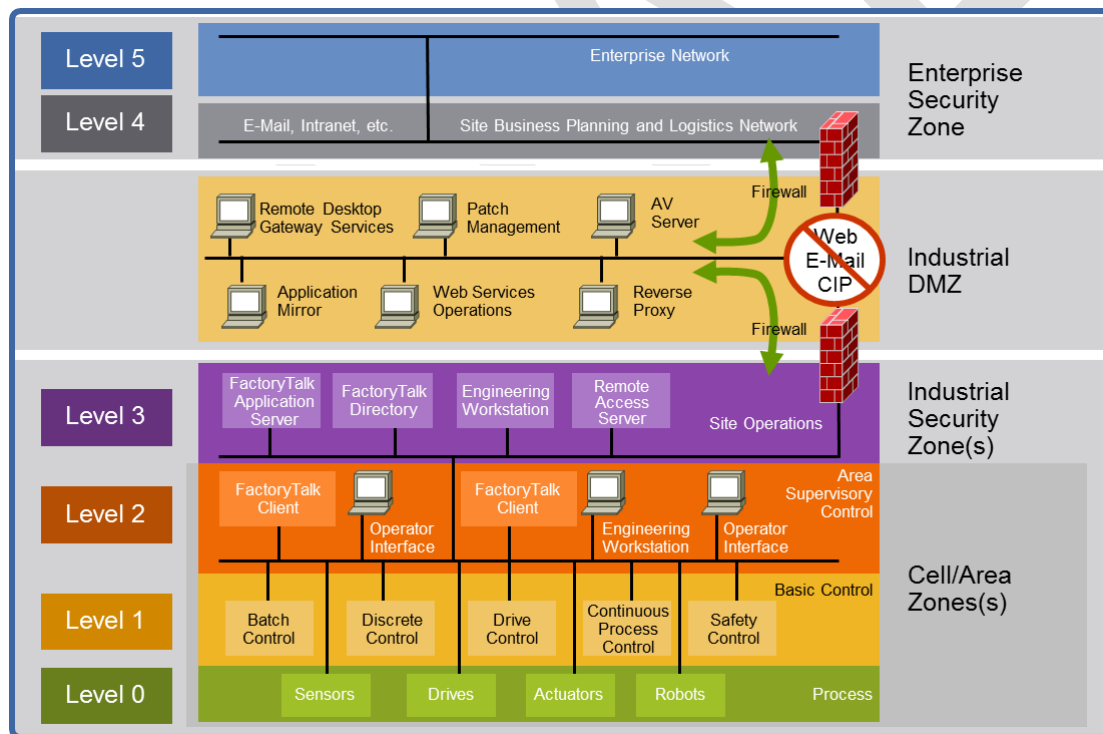 Level 5
Enterprise Network
Enterprise
Security
Zone
Level 4
E-Mail, Intranet, etc.
Site Business Planning and Logistics Network
Firewall
Remote Desktop
Gateway Services
Patch
Management
AV
Server
Web
E-Mail
CIP
Industrial
DMZ
Application
Mirror
Web Services
Operations
Reverse
Proxy
Firewall
Level 3
FactoryTalk
Application
Server
FactoryTalk
Directory
Engineering
Workstation
Remote
Access
Server
Site Operations
Industrial
Security
Zone(s)
Level 2
FactoryTalk
Client
Operator
Interface
FactoryTalk
Client
Engineering
Workstation
Operator
Interface
Area
Supervisory
Control
Cell/Area
Zones(s)
Level 1
Basic Control
Batch
Control
Discrete
Control
Drive
Control
Continuous
Process
Control
Safety
Control
Level 0
Sensors
Drives
Actuators
Robots
Process